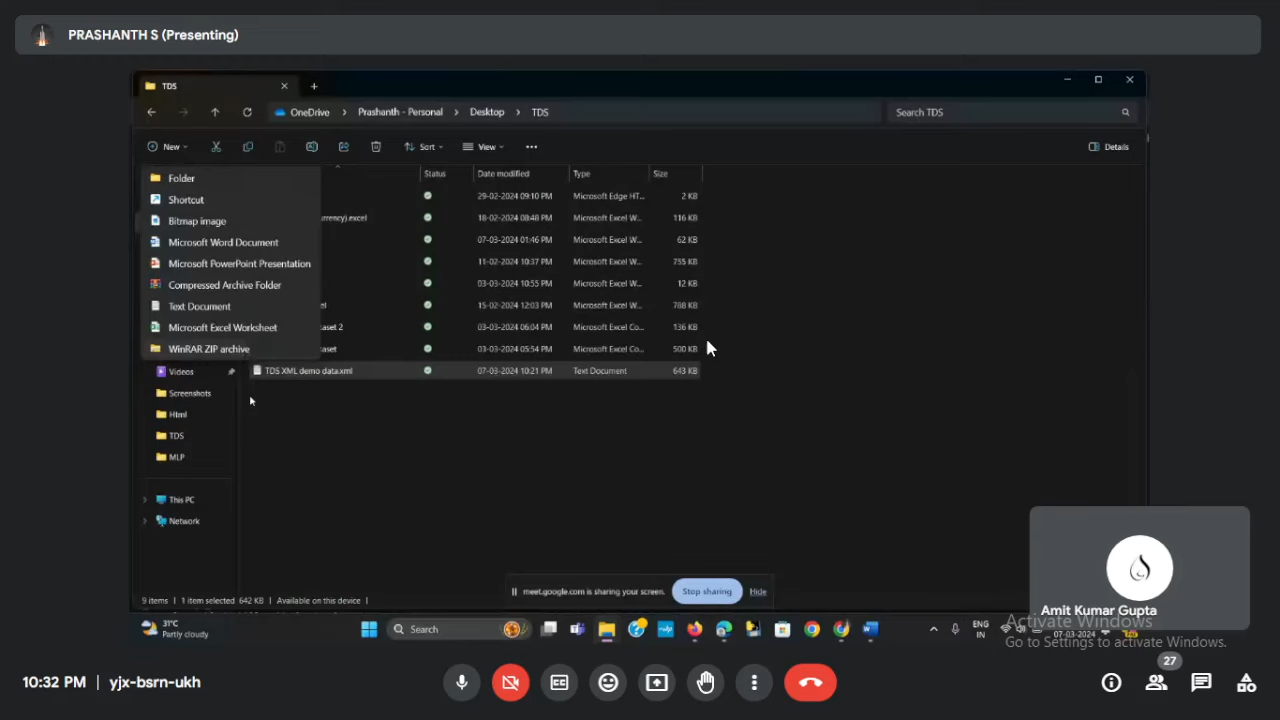 PRASHANTH S (Presenting)
TDS
OneDrive > Prashanth - Personal > Desktop > TDS
Search TDS
New
Sort
View
Details
Status Date modified Type Size
Folder
Shortcut
Bitmap image
Microsoft Word Document
Microsoft PowerPoint Presentation
Compressed Archive Folder
Text Document
Microsoft Excel Worksheet
WinRAR ZIP archive
29-02-2024 09:10 PM Microsoft Edge HT... 2 KB
urrency).excel 18-02-2024 08:48 PM Microsoft Excel W... 116 KB
07-03-2024 01:46 PM Microsoft Excel W... 62 KB
11-02-2024 10:37 PM Microsoft Excel W... 735 KB
03-03-2024 10:55 PM Microsoft Excel W... 12 KB
el 15-02-2024 12:03 PM Microsoft Excel W... 788 KB
aset 2 03-03-2024 06:04 PM Microsoft Excel Co... 136 KB
aset 03-03-2024 05:54 PM Microsoft Excel Co... 500 KB
TDS XML demo data.xml 07-03-2024 10:21 PM Text Document 643 KB
Videos
Screenshots
Html
TDS
MLP
This PC
Network
9 items | 1 item selected 642 KB | Available on this device |
meet.google.com is sharing your screen.
Stop sharing
Hide
31°C
Partly cloudy
Search
ENG
IN
07-03-2024
Amit Kumar Gupta
Activate Windows
Go to Settings to activate Windows.
10:32 PM | yjx-bsrn-ukh
27